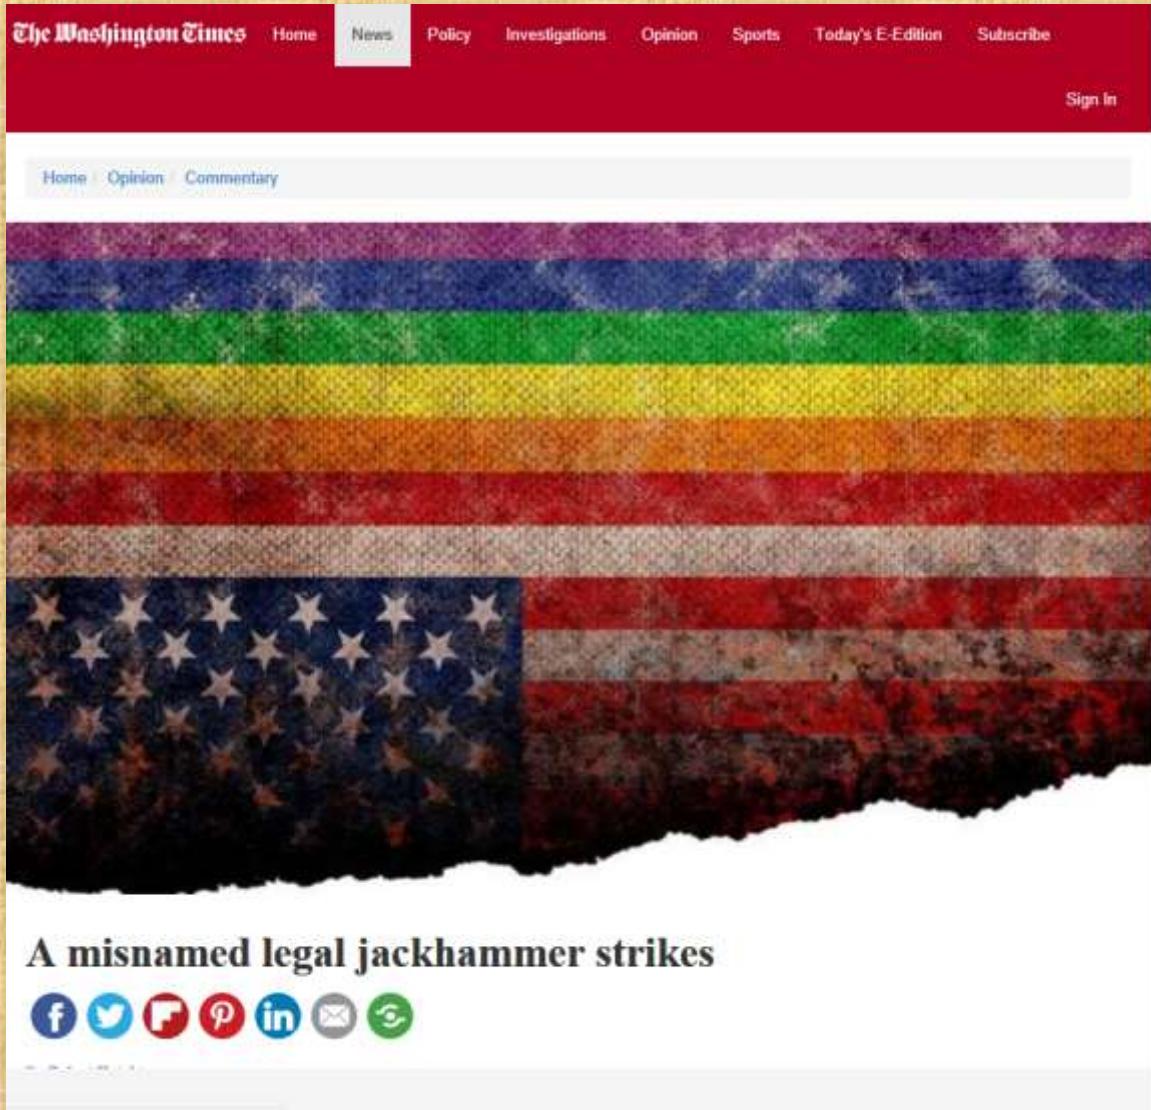 The Washington Times Home News Policy Investigations Opinion Sports Today's E-Edition Subscribe
Sign In
Home / Opinion / Commentary
A misnamed legal jackhammer strikes